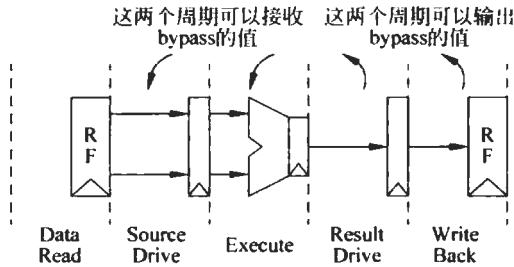 这两个周期可以接收
bypass的值
这两个周期可以输出
bypass的值
RF
RF
Data
Read
Source
Drive
Execute
Result
Drive
Write
Back